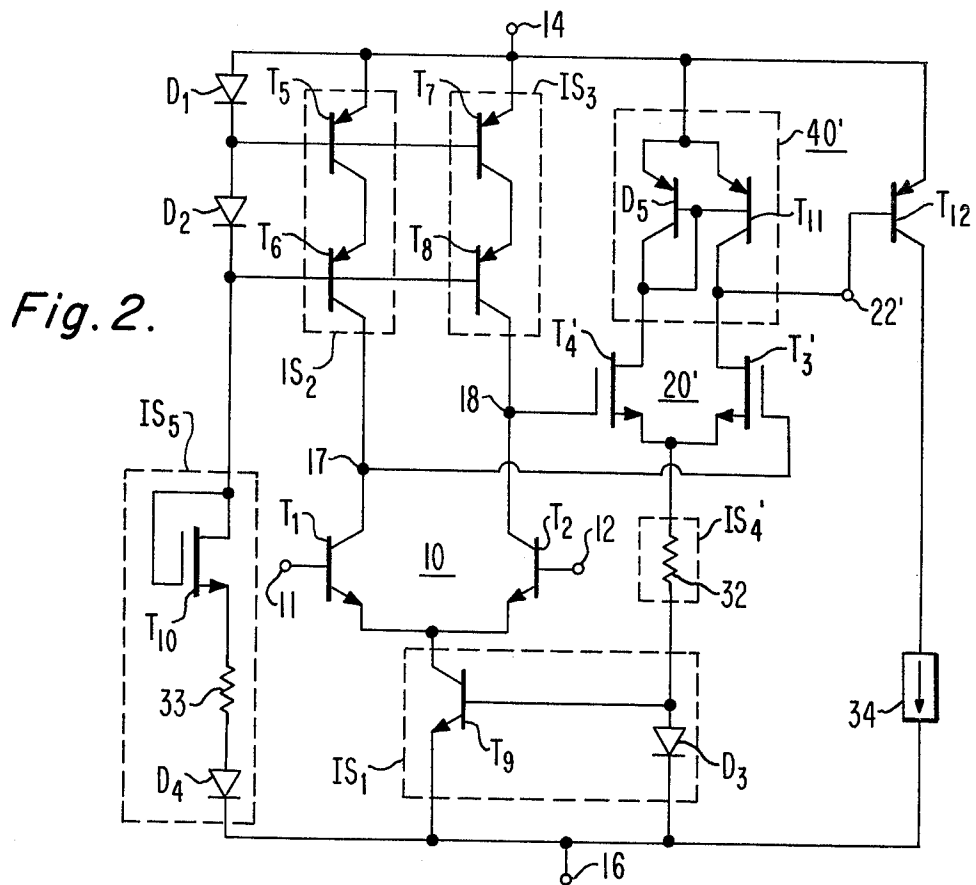 14
D1
T5
T7
IS3
40'
D2
T6
T8
D5
T11
T12
Fig. 2.
22'
IS2
T4'
T3'
20'
18
IS5
17
T1
10
T2
12
IS4'
11
32
T10
33
34
T9
D3
IS1
D4
16